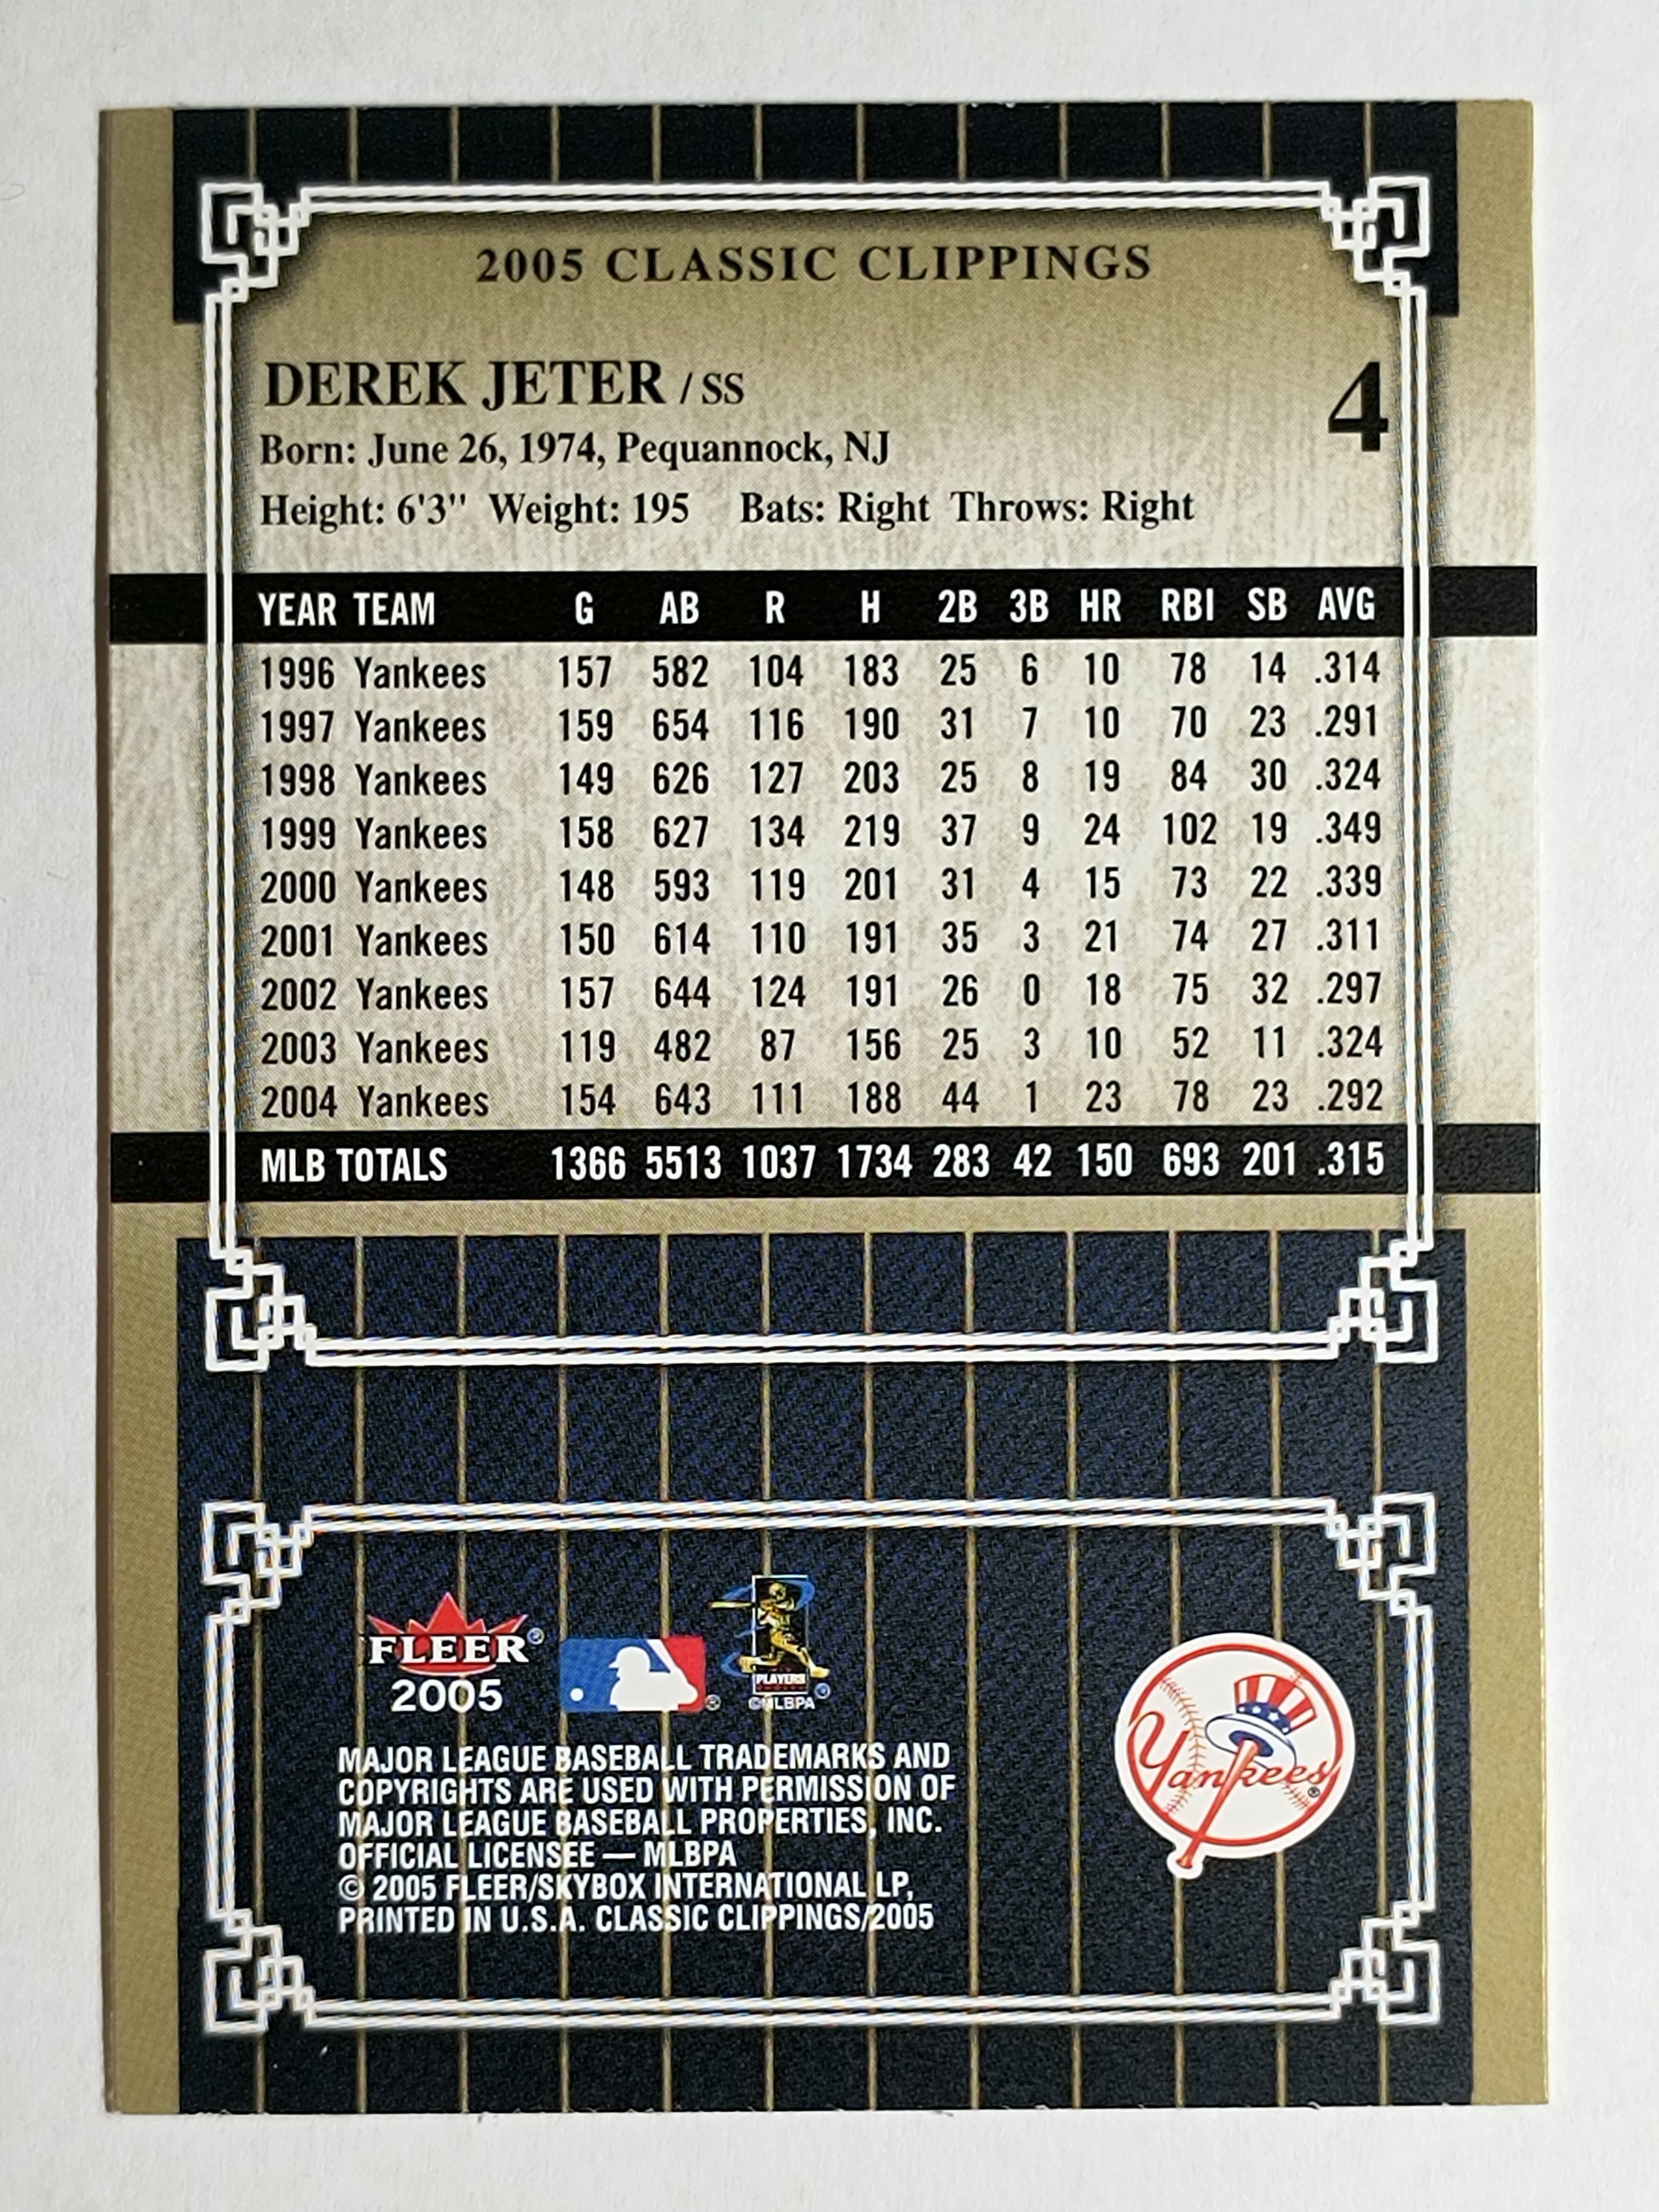 2005 CLASSIC CLIPPINGS
DEREK JETER / SS 4
Born: June 26, 1974, Pequannock, NJ
Height: 6'3" Weight: 195 Bats: Right Throws: Right
YEAR TEAM G AB R H 2B 3B HR RBI SB AVG
1996 Yankees 157 582 104 183 25 6 10 78 14 .314
1997 Yankees 159 654 116 190 31 7 10 70 23 .291
1998 Yankees 149 626 127 203 25 8 19 84 30 .324
1999 Yankees 158 627 134 219 37 9 24 102 19 .349
2000 Yankees 148 593 119 201 31 4 15 73 22 .339
2001 Yankees 150 614 110 191 35 3 21 74 27 .311
2002 Yankees 157 644 124 191 26 0 18 75 32 .297
2003 Yankees 119 482 87 156 25 3 10 52 11 .324
2004 Yankees 154 643 111 188 44 1 23 78 23 .292
MLB TOTALS 1366 5513 1037 1734 283 42 150 693 201 .315
FLEER®
2005
®
PLAYERS
©MLBPA
Yankees®
MAJOR LEAGUE BASEBALL TRADEMARKS AND
COPYRIGHTS ARE USED WITH PERMISSION OF
MAJOR LEAGUE BASEBALL PROPERTIES, INC.
OFFICIAL LICENSEE — MLBPA
© 2005 FLEER/SKYBOX INTERNATIONAL LP,
PRINTED IN U.S.A. CLASSIC CLIPPINGS/2005